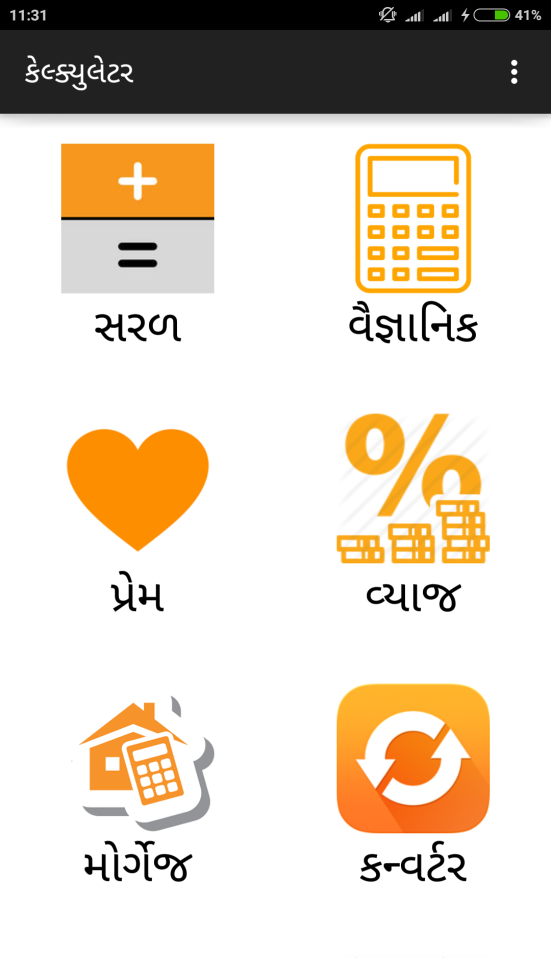 11:31
41%
કેલ્ક્યુલેટર
સરળ
વૈજ્ઞાનિક
પ્રેમ
વ્યાજ
મોર્ગેજ
કન્વર્ટર